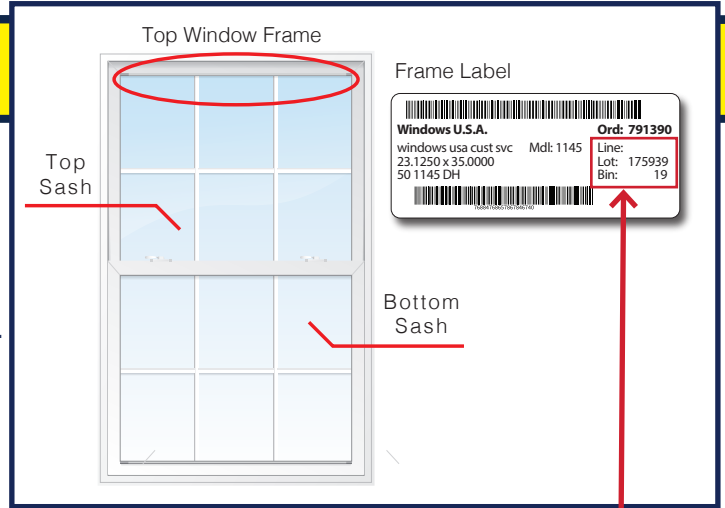 Top Window Frame
Frame Label
Windows U.S.A.
Ord: 791390
windows usa cust svc Mdl: 1145
Line:
23.1250 x 35.0000
Lot: 175939
50 1145 DH
Bin: 19
Top
Sash
Bottom
Sash